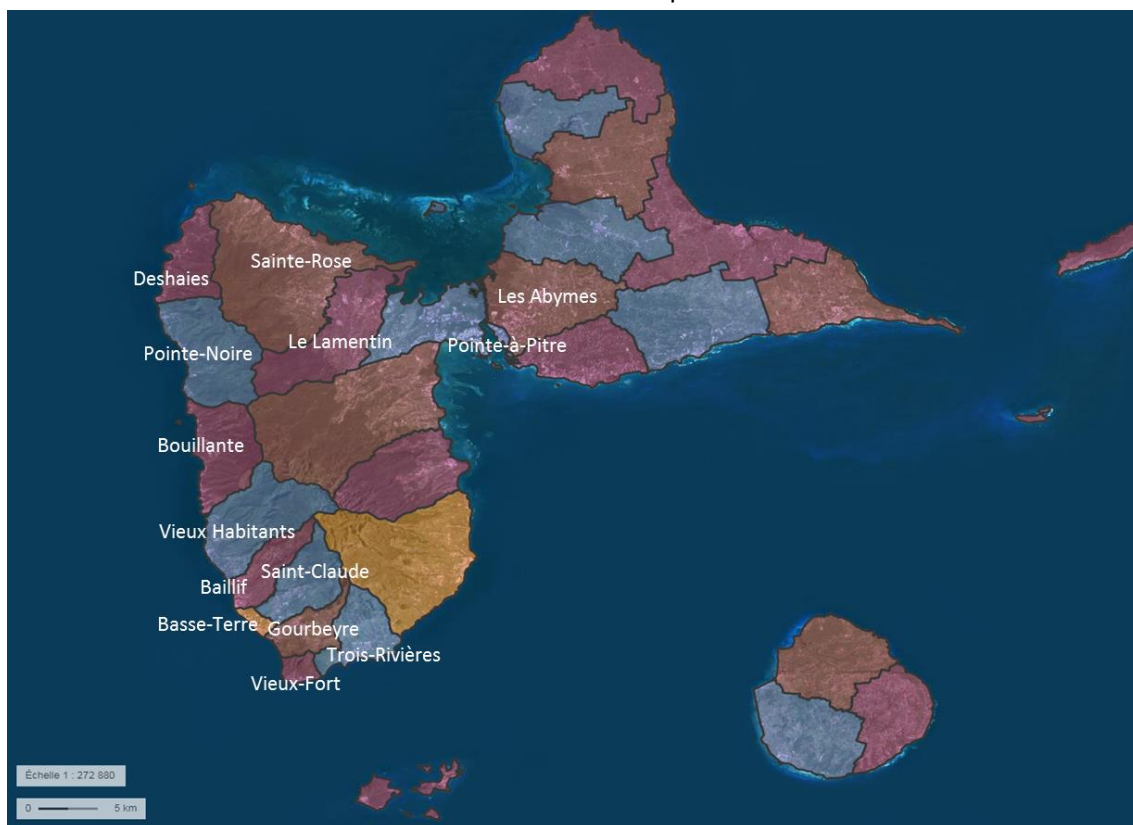 Sainte-Rose
Deshaies
Les Abymes
Le Lamentin
Pointe-à-Pitre
Pointe-Noire
Bouillante
Vieux Habitants
Saint-Claude
Baillif
Basse-Terre
Gourbeyre
Trois-Rivières
Vieux-Fort
Échelle 1 : 272 880
0 5 km